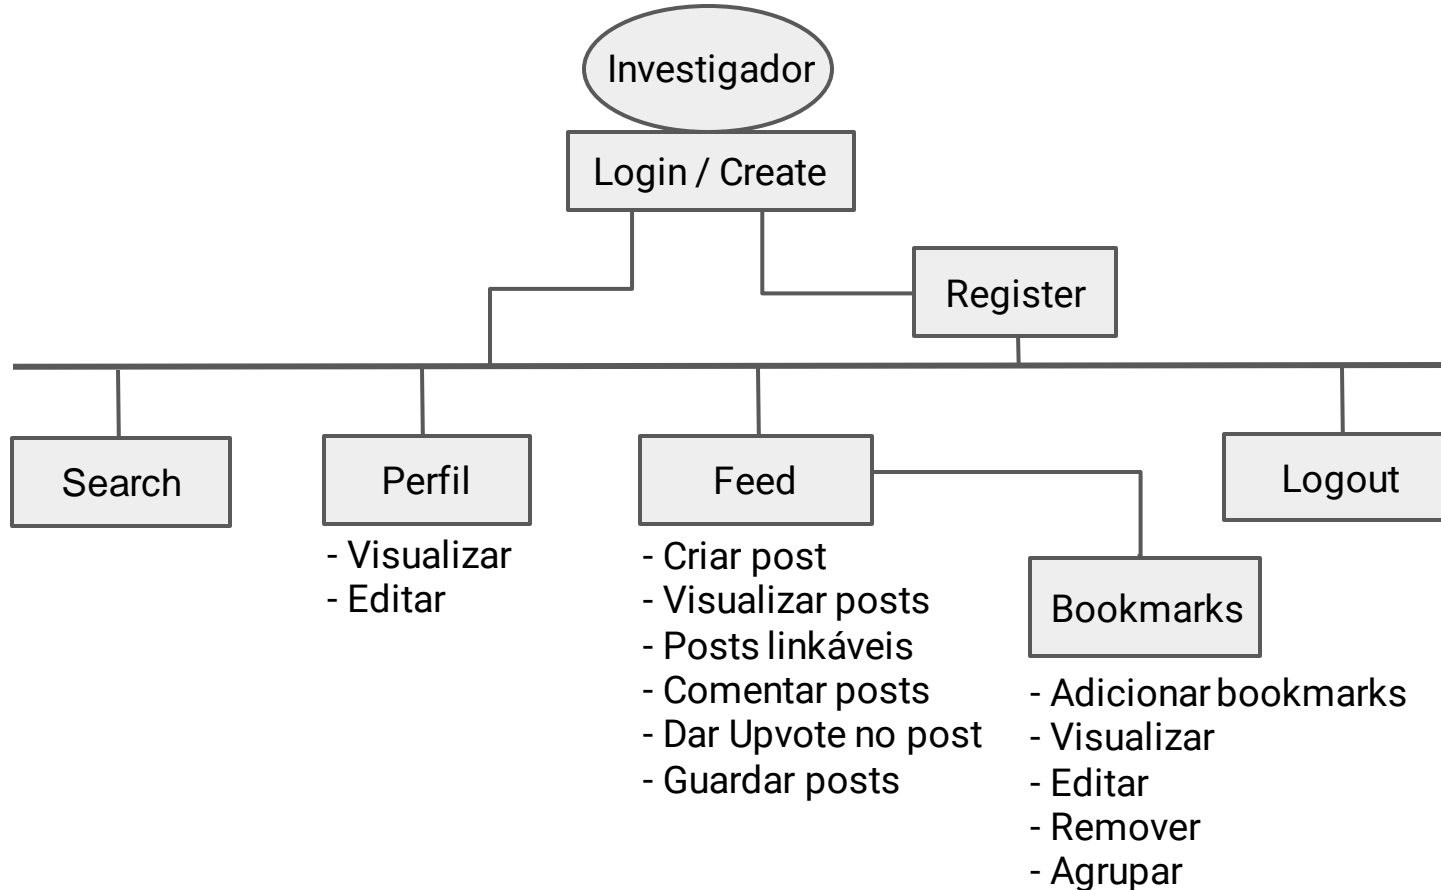 Investigador
Login / Create
Register
Search
Perfil
- Visualizar
- Editar
Feed
- Criar post
- Visualizar posts
- Posts linkáveis
- Comentar posts
- Dar Upvote no post
- Guardar posts
Bookmarks
- Adicionar bookmarks
- Visualizar
- Editar
- Remover
- Agrupar
Logout